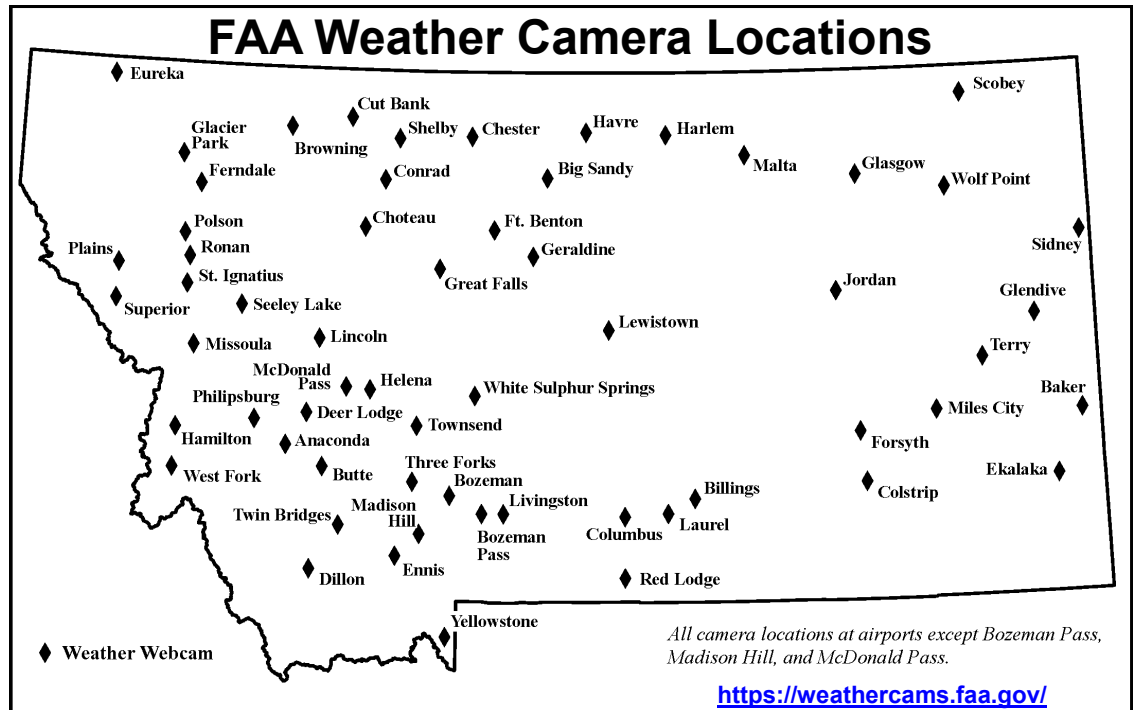 FAA Weather Camera Locations
Eureka
Scobey
Cut Bank
Glacier
Park
Browning
Shelby
Chester
Havre
Harlem
Malta
Glasgow
Wolf Point
Ferndale
Conrad
Big Sandy
Polson
Choteau
Ft. Benton
Sidney
Plains
Ronan
Geraldine
St. Ignatius
Great Falls
Jordan
Glendive
Superior
Seeley Lake
Lewistown
Missoula
Lincoln
Terry
McDonald
Pass
Helena
White Sulphur Springs
Baker
Philipsburg
Deer Lodge
Miles City
Hamilton
Anaconda
Townsend
Forsyth
West Fork
Butte
Three Forks
Bozeman
Ekalaka
Colstrip
Billings
Madison
Hill
Livingston
Twin Bridges
Bozeman
Pass
Columbus
Laurel
Ennis
Dillon
Red Lodge
Yellowstone
Weather Webcam
All camera locations at airports except Bozeman Pass,
Madison Hill, and McDonald Pass.
https://weathercams.faa.gov/